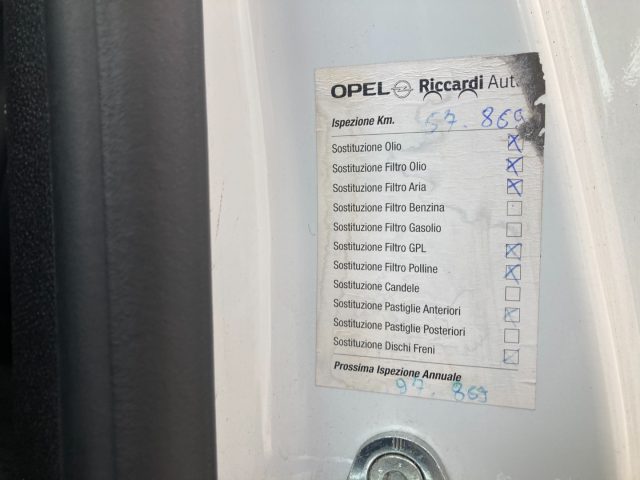 OPEL Riccardi Aut
Ispezione Km. 57.869
Sostituzione Olio
Sostituzione Filtro Olio
Sostituzione Filtro Aria
Sostituzione Filtro Benzina
Sostituzione Filtro Gasolio
Sostituzione Filtro GPL
Sostituzione Filtro Polline
Sostituzione Candele
Sostituzione Pastiglie Anteriori
Sostituzione Pastiglie Posteriori
Sostituzione Dischi Freni
Prossima Ispezione Annuale
97.869